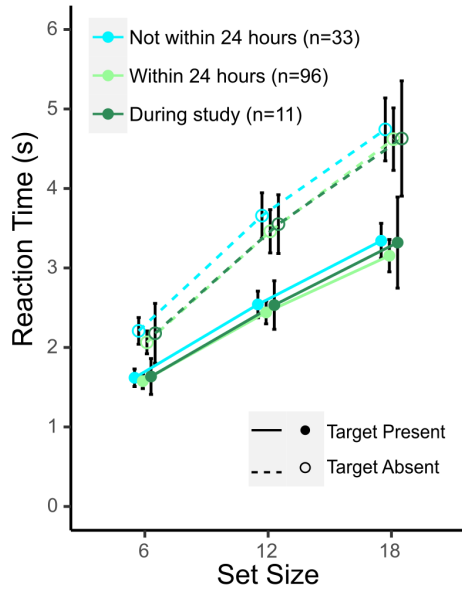 6
Not within 24 hours (n=33)
Within 24 hours (n=96)
5
During study (n=11)
4
Reaction Time (s)
3
2
1
Target Present
Target Absent
0
6 12 18
Set Size